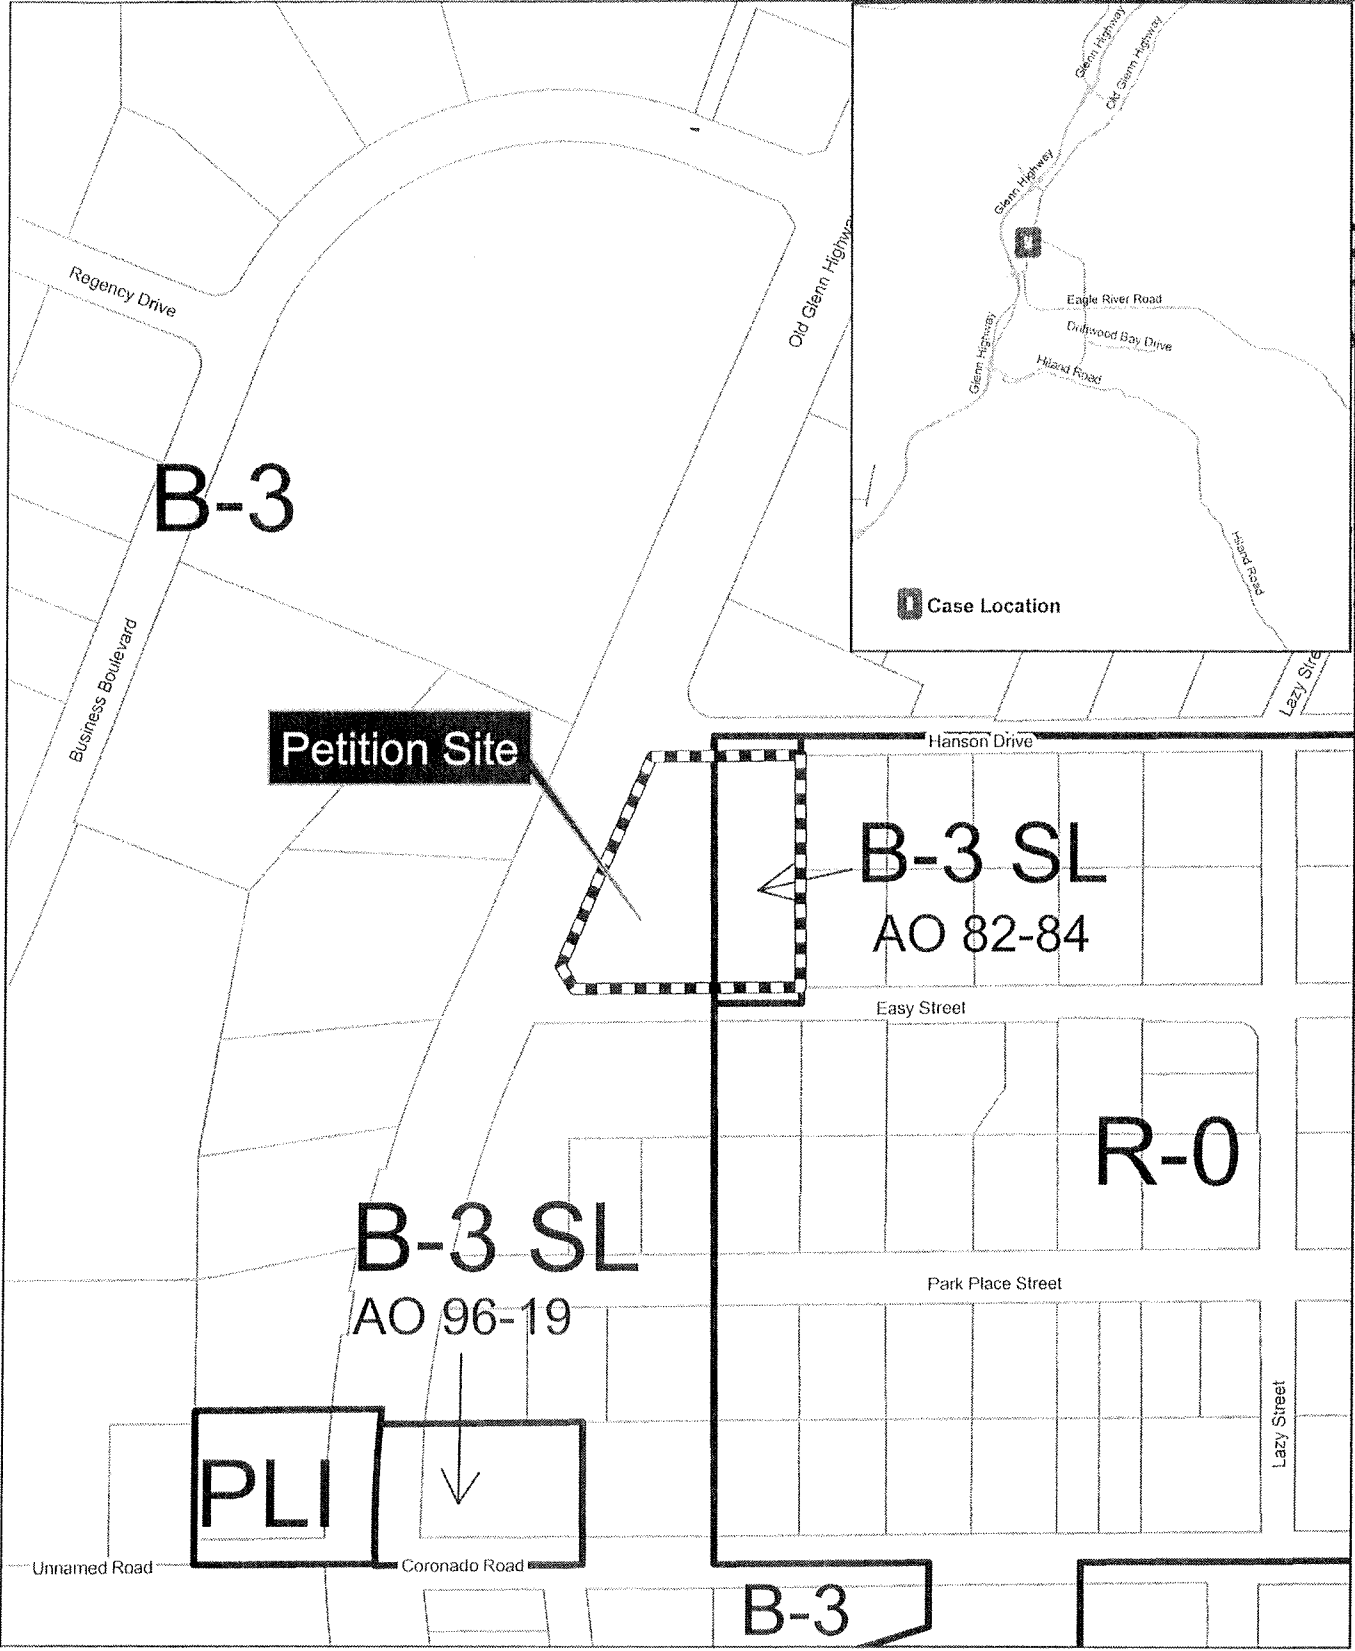 Glenn Highway
Old Glenn Highway
Glenn Highway
Regency Drive
Old Glenn Highwa
Eagle River Road
Driftwood Bay Drive
Glenn Highway
Hiland Road
B-3
Hiland Road
Case Location
Business Boulevard
Lazy Stree
Petition Site
Hanson Drive
B-3 SL
AO 82-84
Easy Street
R-0
B-3 SL
AO 96-19
Park Place Street
Lazy Street
PLI
Unnamed Road
Coronado Road
B-3